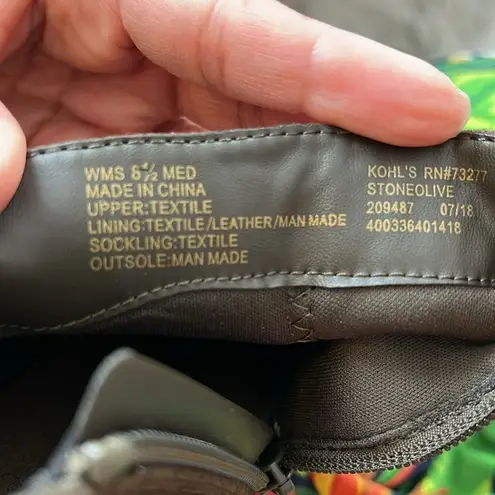 WMS 8½ MED
MADE IN CHINA
UPPER:TEXTILE
LINING:TEXTILE/LEATHER/MAN MADE
SOCKLING:TEXTILE
OUTSOLE:MAN MADE
KOHL'S RN#73277
STONEOLIVE
209487 07/18
400336401418